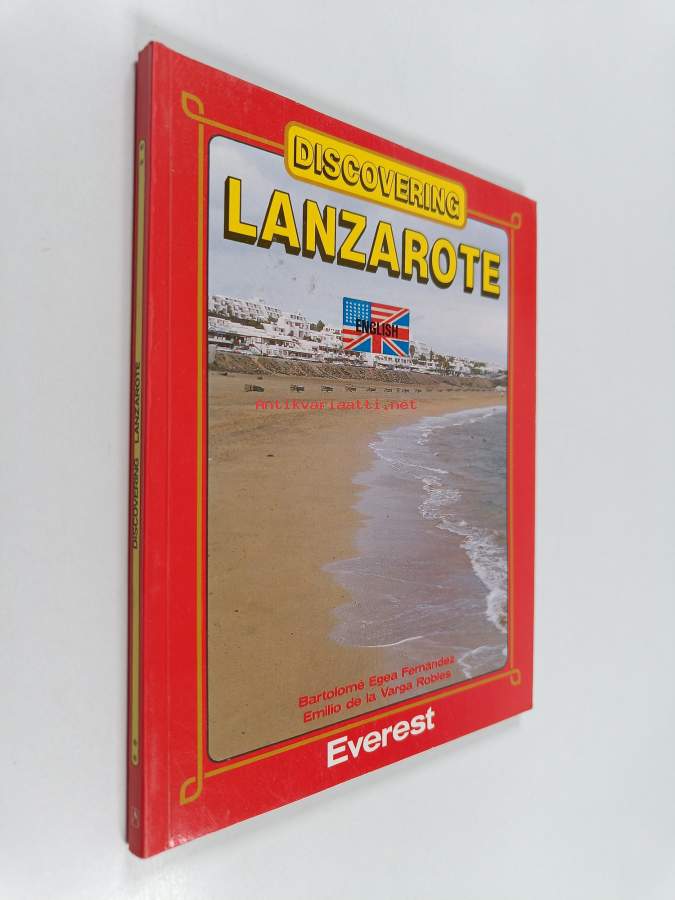 DISCOVERING
LANZAROTE
ENGLISH
Antikvariaatti.net
Bartolomé Egea Fernández
Emilio de la Varga Robles
Everest
DISCOVERING LANZAROTE